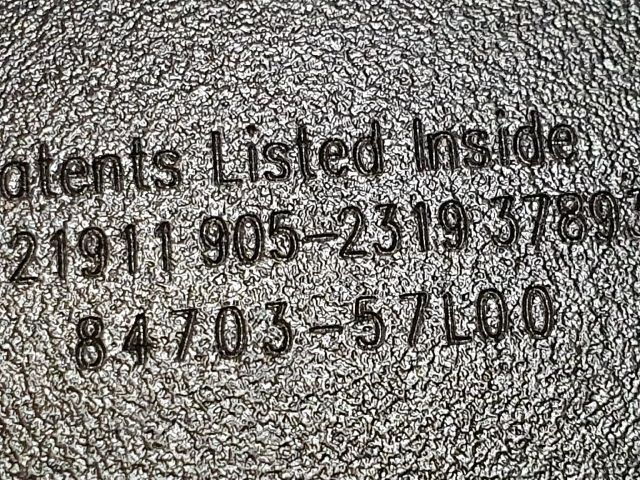 atents Listed Inside
21911 905-2319 3789
84703-57L00